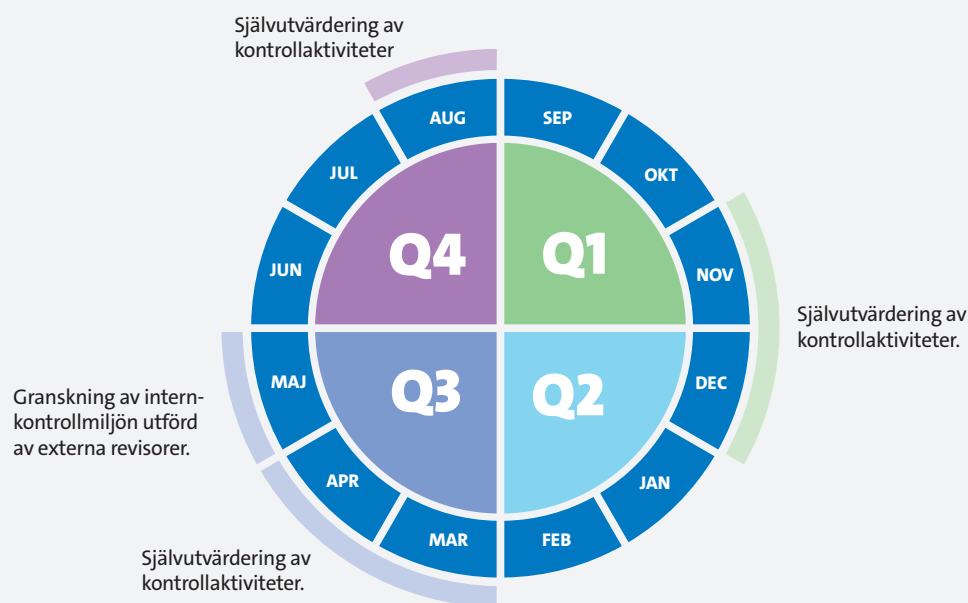 Självutvärdering av
kontrollaktiviteter
AUG
SEP
JUL
OKT
Q4
Q1
JUN
NOV
Självutvärdering av
kontrollaktiviteter.
MAJ
Q3
Q2
DEC
Granskning av intern-
kontrollmiljön utförd
av externa revisorer.
APR
JAN
MAR
FEB
Självutvärdering av
kontrollaktiviteter.